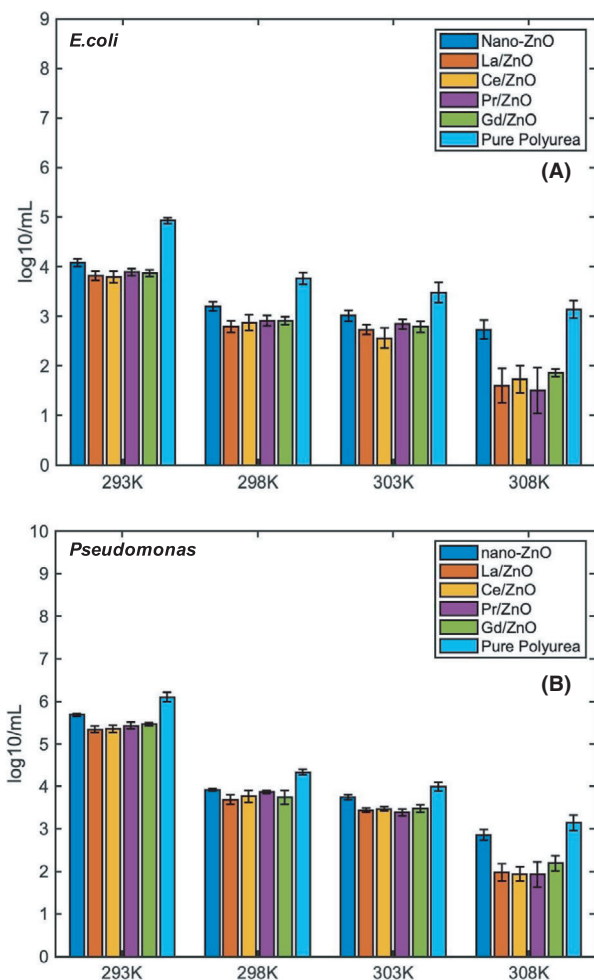 E.coli
Nano-ZnO
La/ZnO
Ce/ZnO
Pr/ZnO
Gd/ZnO
Pure Polyurea
(A)
log10/mL
9
8
7
6
5
4
3
2
1
0
293K 298K 303K 308K
Pseudomonas
nano-ZnO
La/ZnO
Ce/ZnO
Pr/ZnO
Gd/ZnO
Pure Polyurea
(B)
log10/mL
10
9
8
7
6
5
4
3
2
1
0
293K 298K 303K 308K